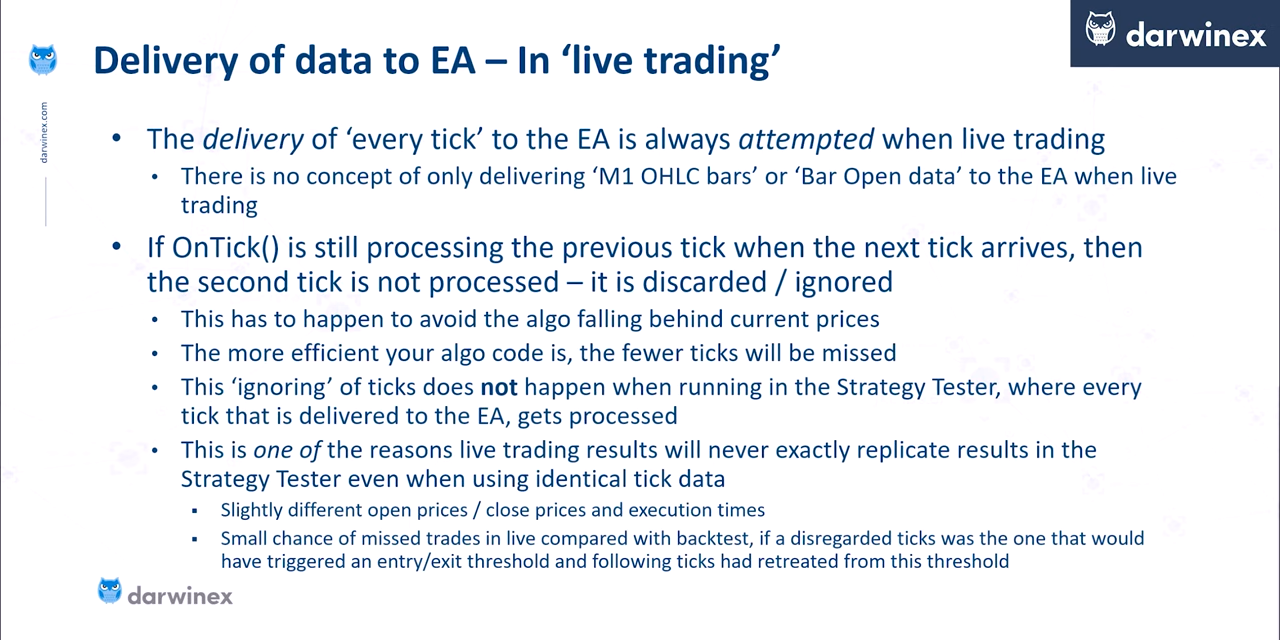 darwinex
Delivery of data to EA – In ‘live trading’
darwinex.com
• The delivery of ‘every tick’ to the EA is always attempted when live trading
• There is no concept of only delivering ‘M1 OHLC bars’ or ‘Bar Open data’ to the EA when live
trading
• If OnTick() is still processing the previous tick when the next tick arrives, then
the second tick is not processed – it is discarded / ignored
• This has to happen to avoid the algo falling behind current prices
• The more efficient your algo code is, the fewer ticks will be missed
• This ‘ignoring’ of ticks does not happen when running in the Strategy Tester, where every
tick that is delivered to the EA, gets processed
• This is one of the reasons live trading results will never exactly replicate results in the
Strategy Tester even when using identical tick data
▪ Slightly different open prices / close prices and execution times
▪ Small chance of missed trades in live compared with backtest, if a disregarded ticks was the one that would
have triggered an entry/exit threshold and following ticks had retreated from this threshold
darwinex